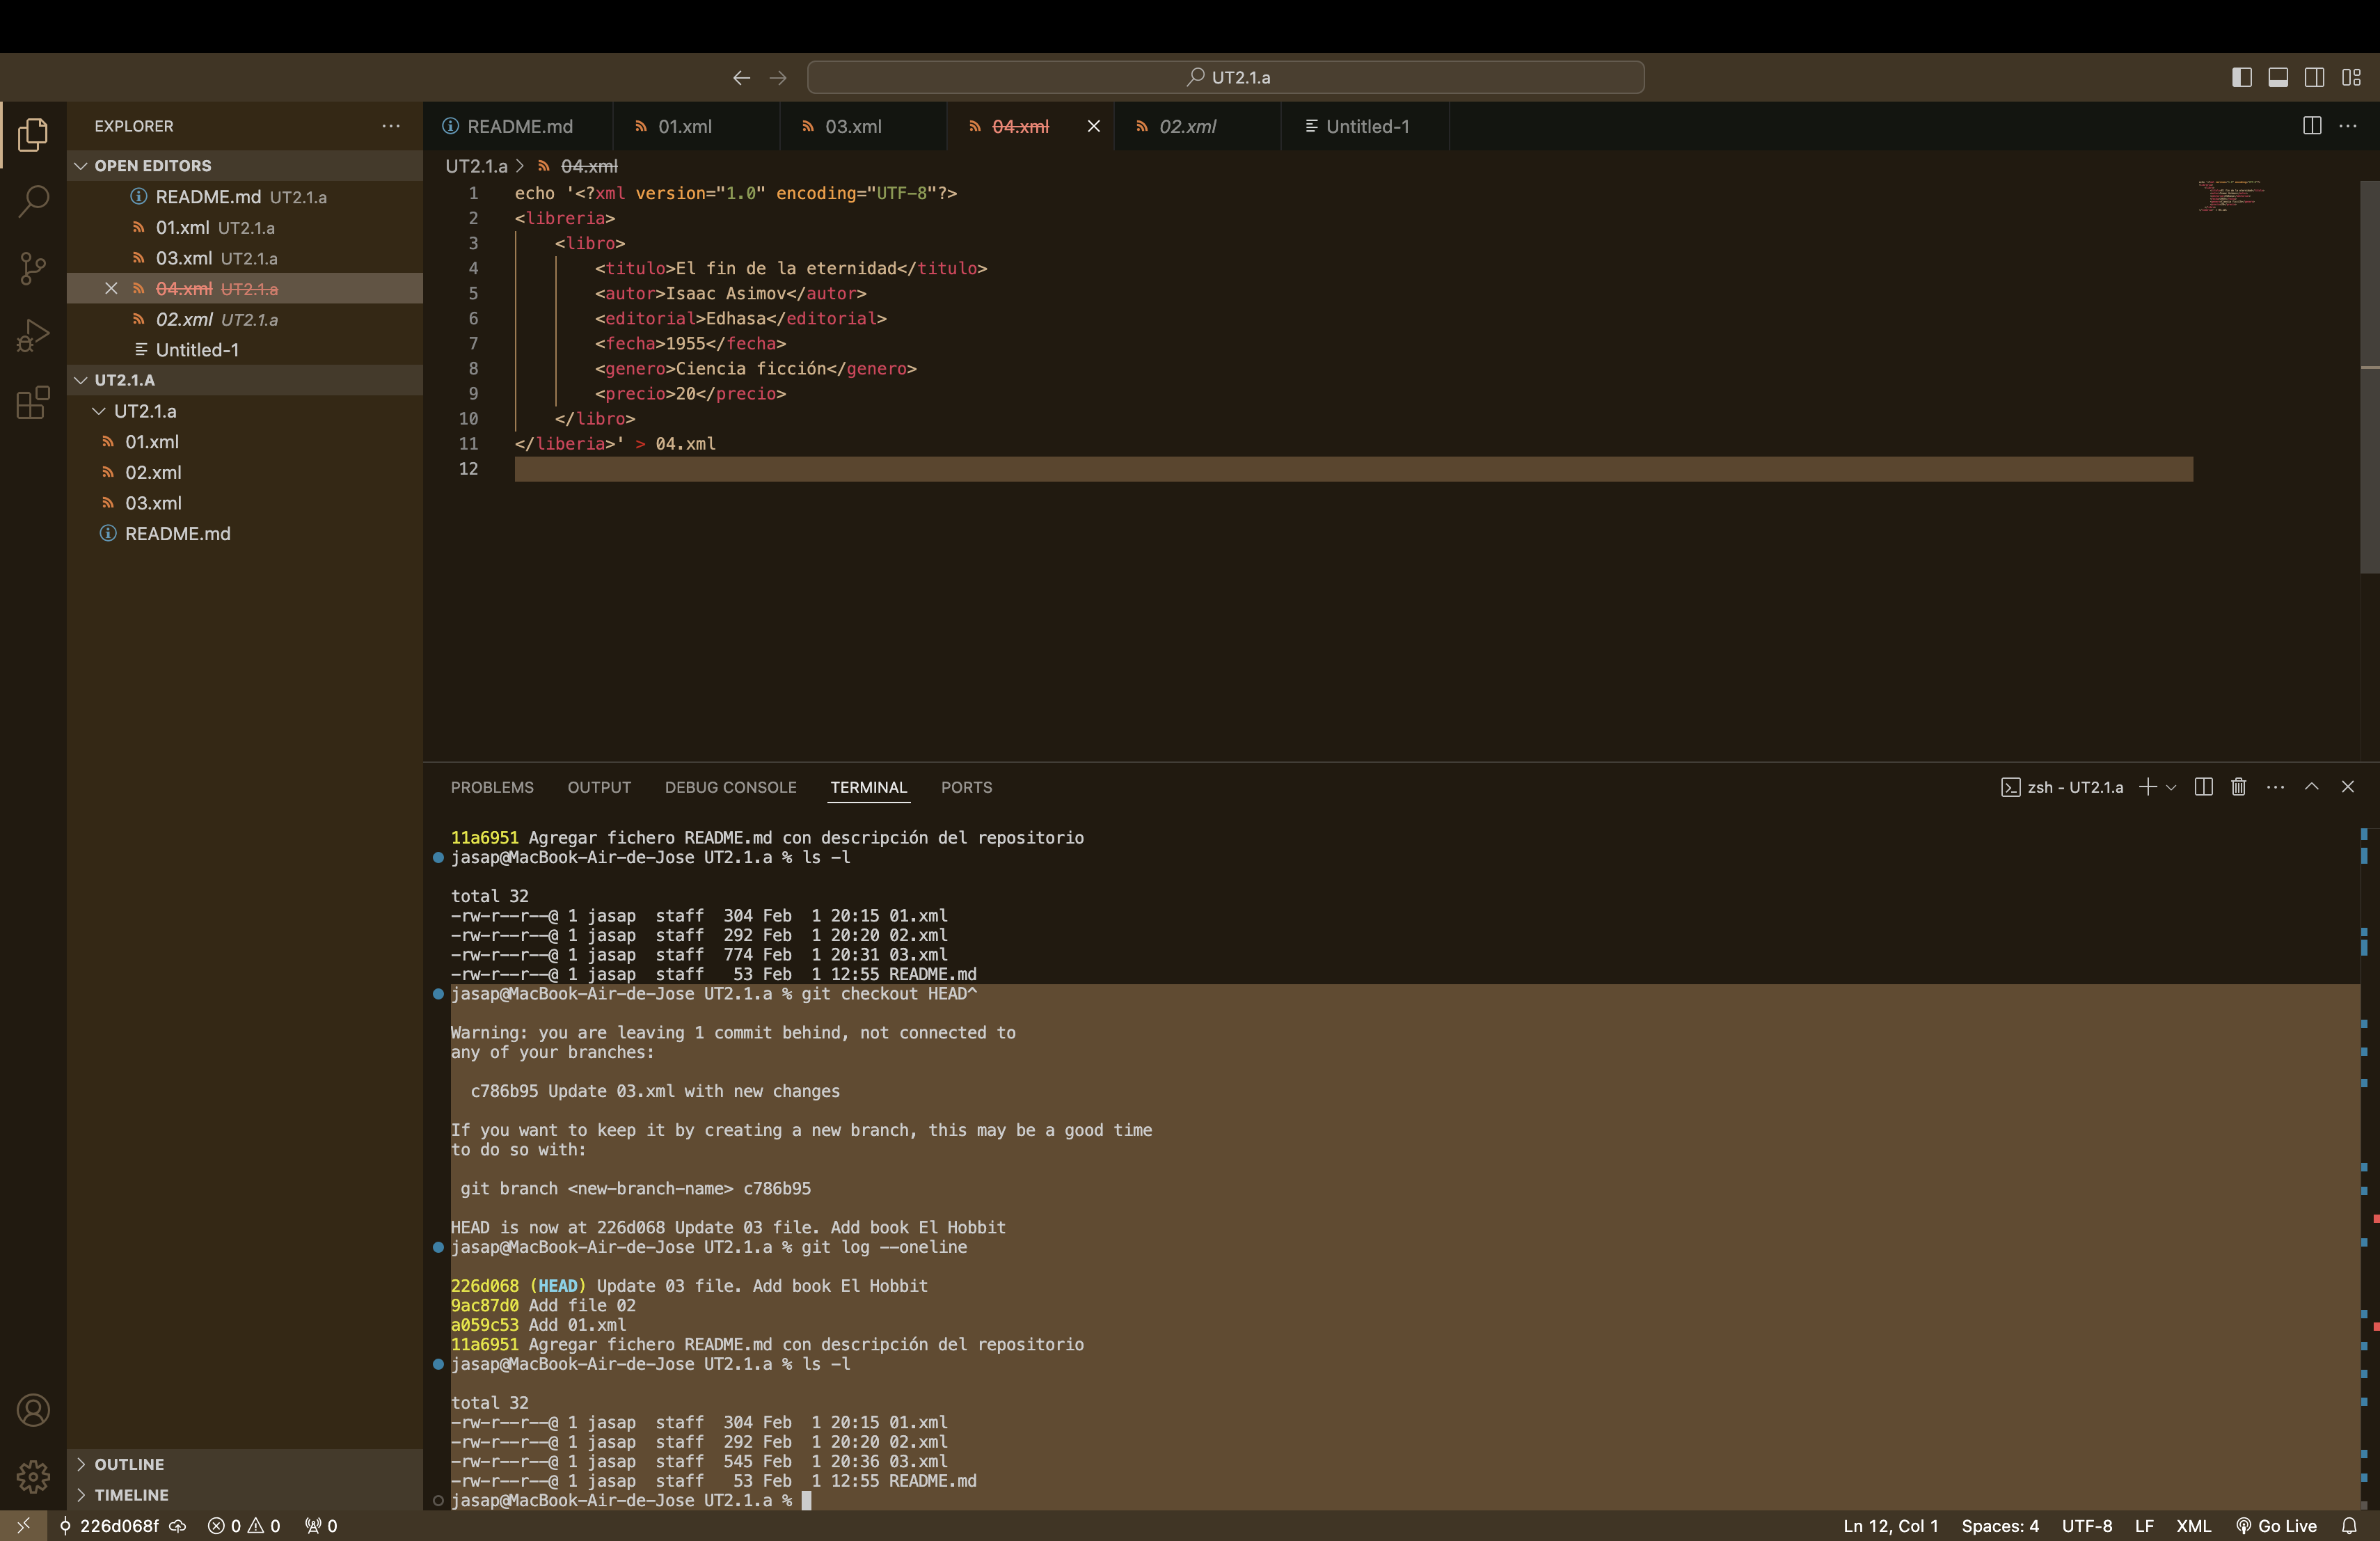 UT2.1.a
EXPLORER
OPEN EDITORS
README.md UT2.1.a
01.xml UT2.1.a
03.xml UT2.1.a
04.xml UT2.1.a
02.xml UT2.1.a
Untitled-1
UT2.1.A
UT2.1.a
01.xml
02.xml
03.xml
README.md
OUTLINE
TIMELINE
README.md 01.xml 03.xml 04.xml 02.xml Untitled-1
UT2.1.a > 04.xml
1 echo '<?xml version="1.0" encoding="UTF-8"?>
2 <libreria>
3 <libro>
4 <titulo>El fin de la eternidad</titulo>
5 <autor>Isaac Asimov</autor>
6 <editorial>Edhasa</editorial>
7 <fecha>1955</fecha>
8 <genero>Ciencia ficción</genero>
9 <precio>20</precio>
10 </libro>
11 </liberia>' > 04.xml
12
PROBLEMS OUTPUT DEBUG CONSOLE TERMINAL PORTS
zsh - UT2.1.a
11a6951 Agregar fichero README.md con descripción del repositorio
jasap@MacBook-Air-de-Jose UT2.1.a % ls -l
total 32
-rw-r--r--@ 1 jasap  staff  304 Feb  1 20:15 01.xml
-rw-r--r--@ 1 jasap  staff  292 Feb  1 20:20 02.xml
-rw-r--r--@ 1 jasap  staff  774 Feb  1 20:31 03.xml
-rw-r--r--@ 1 jasap  staff   53 Feb  1 12:55 README.md
jasap@MacBook-Air-de-Jose UT2.1.a % git checkout HEAD^
Warning: you are leaving 1 commit behind, not connected to
any of your branches:
c786b95 Update 03.xml with new changes
If you want to keep it by creating a new branch, this may be a good time
to do so with:
git branch <new-branch-name> c786b95
HEAD is now at 226d068 Update 03 file. Add book El Hobbit
jasap@MacBook-Air-de-Jose UT2.1.a % git log --oneline
226d068 (HEAD) Update 03 file. Add book El Hobbit
9ac87d0 Add file 02
a059c53 Add 01.xml
11a6951 Agregar fichero README.md con descripción del repositorio
jasap@MacBook-Air-de-Jose UT2.1.a % ls -l
total 32
-rw-r--r--@ 1 jasap  staff  304 Feb  1 20:15 01.xml
-rw-r--r--@ 1 jasap  staff  292 Feb  1 20:20 02.xml
-rw-r--r--@ 1 jasap  staff  545 Feb  1 20:36 03.xml
-rw-r--r--@ 1 jasap  staff   53 Feb  1 12:55 README.md
jasap@MacBook-Air-de-Jose UT2.1.a %
226d068f 0 0 0 Ln 12, Col 1 Spaces: 4 UTF-8 LF XML Go Live